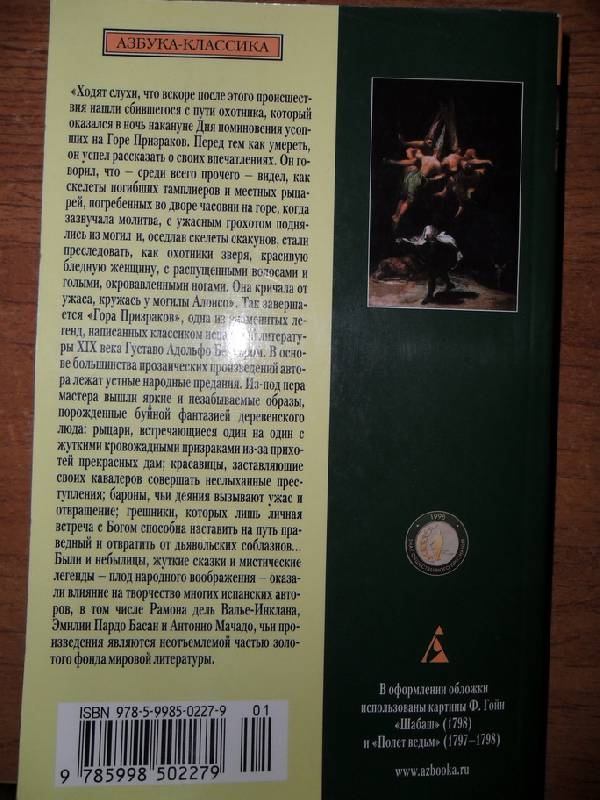 АЗБУКА-КЛАССИКА
«Ходят слухи, что вскоре после этого происшест-
вия нашли сбившегося с пути охотника, который
оказался в ночь накануне Дня поминовения усоп-
ших на Горе Призраков. Перед тем как умереть,
он успел рассказать о своих впечатлениях. Он го-
ворил, что — среди всего прочего — видел, как
скелеты погибших тамплиеров и местных рыца-
рей, погребенных во дворе часовни на горе, когда
зазвучала молитва, с ужасным грохотом подня-
лись из могил и, оседлав скелеты скакунов, стали
преследовать, как охотники зверя, красивую
бледную женщину, с распущенными волосами и
голыми, окровавленными ногами. Она кричала от
ужаса, кружась у могилы Алонсо». Так заверша-
ется «Гора Призраков», одна из знаменитых ле-
генд, написанных классиком испанской литерату-
ры XIX века Густаво Адольфо Беккером. В осно-
ве большинства прозаических произведений авто-
ра лежат устные народные предания. Из-под пера
мастера вышли яркие и незабываемые образы,
порожденные буйной фантазией деревенского
люда: рыцари, встречающиеся один на один с
жуткими кровожадными призраками из-за прихо-
тей прекрасных дам; красавицы, заставляющие
своих кавалеров совершать неслыханные прес-
тупления; бароны, чьи деяния вызывают ужас и
отвращение; грешники, которых лишь личная
встреча с Богом способна наставить на путь пра-
ведный и отвратить от дьявольских соблазнов...
Были и небылицы, жуткие сказки и мистические
легенды — плод народного воображения — оказа-
ли влияние на творчество многих испанских авто-
ров, в том числе Рамона дель Валье-Инклана,
Эмилии Пардо Басан и Антонио Мачадо, чьи про-
изведения являются неотъемлемой частью золо-
того фонда мировой литературы.
ISBN 978-5-9985-0227-9 01
9 785998 502279
1995
В оформлении обложки
использованы картины Ф. Гойи
«Шабаш» (1798)
и «Полет ведьм» (1797–1798)
www.azbooka.ru